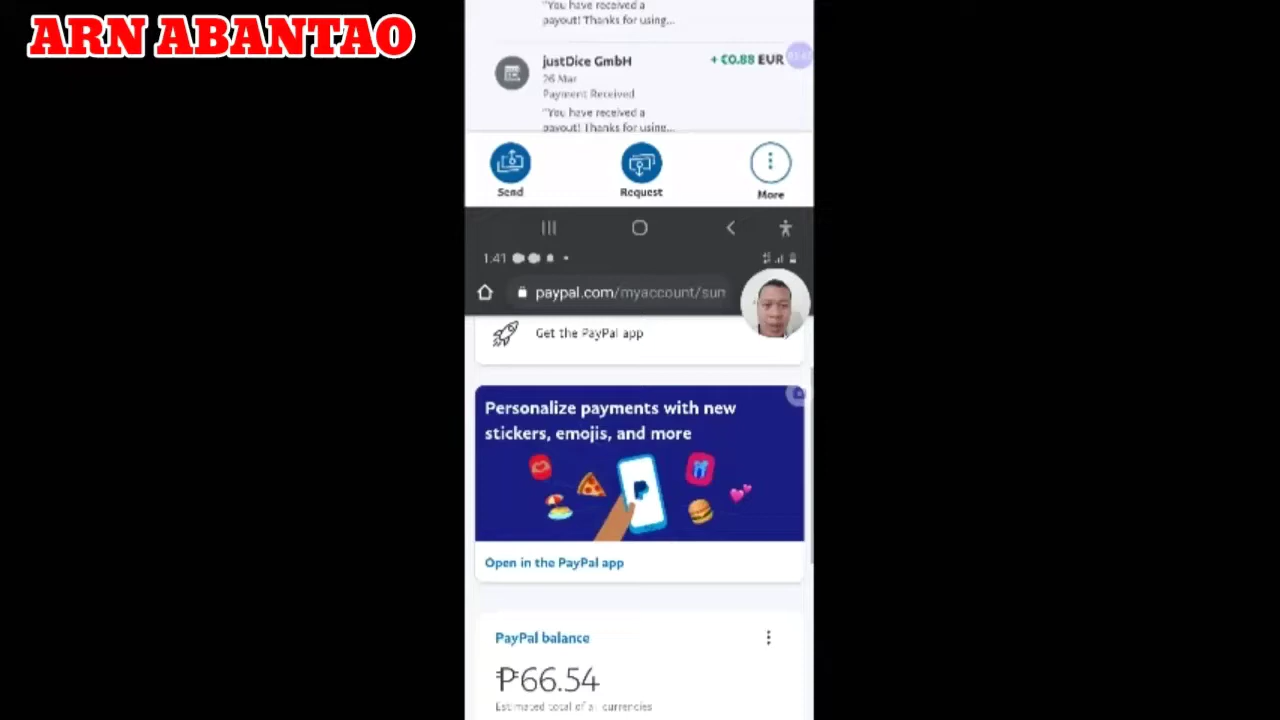 ARN ABANTAO
"You have received a
payout! Thanks for using...
justDice GmbH
+ €0.88 EUR
26 Mar
Payment Received
"You have received a
payout! Thanks for using...
Send
Request
More
1:41
paypal.com/myaccount/sum
Get the PayPal app
Personalize payments with new
stickers, emojis, and more
Open in the PayPal app
PayPal balance
₱66.54
Estimated total of all currencies